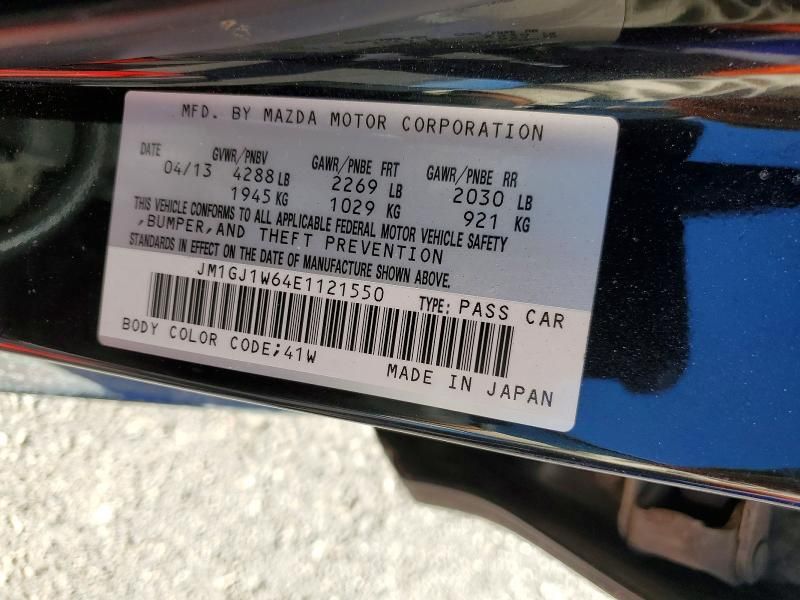 MFD. BY MAZDA MOTOR CORPORATION
DATE GVWR/PNBV GAWR/PNBE FRT GAWR/PNBE RR
04/13 4288 LB 2269 LB 2030 LB
1945 KG 1029 KG 921 KG
THIS VEHICLE CONFORMS TO ALL APPLICABLE FEDERAL MOTOR VEHICLE SAFETY
,BUMPER,AND THEFT PREVENTION
STANDARDS IN EFFECT ON THE DATE OF MANUFACTURE SHOWN ABOVE.
JM1GJ1W64E1121550 TYPE: PASS CAR
BODY COLOR CODE;41W MADE IN JAPAN